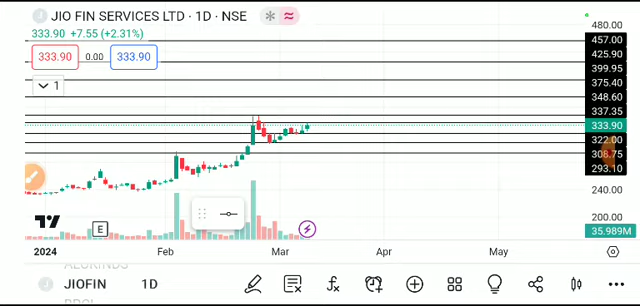 JIO FIN SERVICES LTD · 1D · NSE
333.90 +7.55 (+2.31%)
333.90 0.00 333.90
1
480.00
457.00
425.90
399.95
375.40
348.60
337.35
333.90
322.00
308.75
293.10
240.00
200.00
35.989M
E
2024 Feb Mar Apr May
JIOFIN 1D